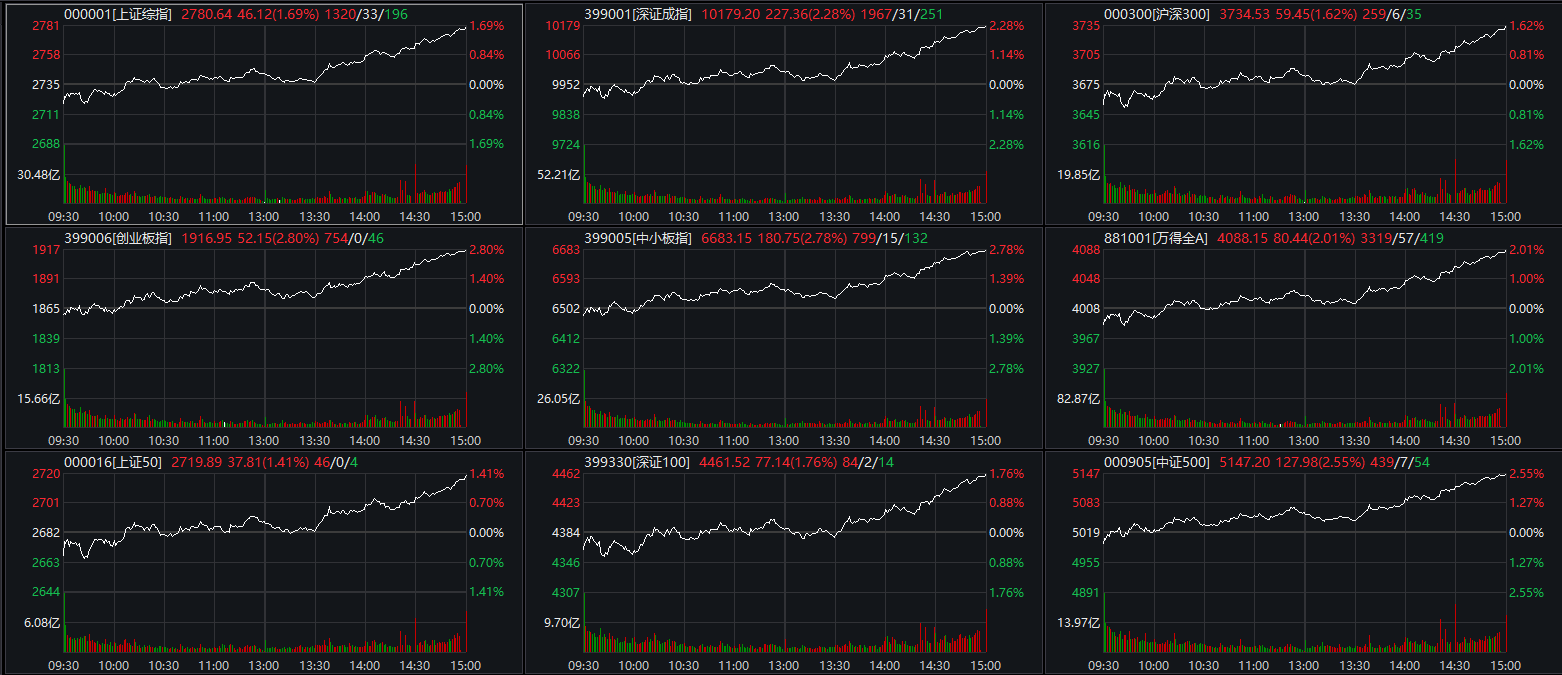 000001[上证综指] 2780.64 46.12(1.69%) 1320/33/196
2781 1.69%
2758 0.84%
2735 0.00%
2711 0.84%
2688 1.69%
30.48亿
09:30 10:00 10:30 11:00 13:00 13:30 14:00 14:30 15:00
399001[深证成指] 10179.20 227.36(2.28%) 1967/31/251
10179 2.28%
10066 1.14%
9952 0.00%
9838 1.14%
9724 2.28%
52.21亿
09:30 10:00 10:30 11:00 13:00 13:30 14:00 14:30 15:00
000300[沪深300] 3734.53 59.45(1.62%) 259/6/35
3735 1.62%
3705 0.81%
3675 0.00%
3645 0.81%
3616 1.62%
19.85亿
09:30 10:00 10:30 11:00 13:00 13:30 14:00 14:30 15:00
399006[创业板指] 1916.95 52.15(2.80%) 754/0/46
1917 2.80%
1891 1.40%
1865 0.00%
1839 1.40%
1813 2.80%
15.66亿
09:30 10:00 10:30 11:00 13:00 13:30 14:00 14:30 15:00
399005[中小板指] 6683.15 180.75(2.78%) 799/15/132
6683 2.78%
6593 1.39%
6502 0.00%
6412 1.39%
6322 2.78%
26.05亿
09:30 10:00 10:30 11:00 13:00 13:30 14:00 14:30 15:00
881001[万得全A] 4088.15 80.44(2.01%) 3319/57/419
4088 2.01%
4048 1.00%
4008 0.00%
3967 1.00%
3927 2.01%
82.87亿
09:30 10:00 10:30 11:00 13:00 13:30 14:00 14:30 15:00
000016[上证50] 2719.89 37.81(1.41%) 46/0/4
2720 1.41%
2701 0.70%
2682 0.00%
2663 0.70%
2644 1.41%
6.08亿
09:30 10:00 10:30 11:00 13:00 13:30 14:00 14:30 15:00
399330[深证100] 4461.52 77.14(1.76%) 84/2/14
4462 1.76%
4423 0.88%
4384 0.00%
4346 0.88%
4307 1.76%
9.70亿
09:30 10:00 10:30 11:00 13:00 13:30 14:00 14:30 15:00
000905[中证500] 5147.20 127.98(2.55%) 439/7/54
5147 2.55%
5083 1.27%
5019 0.00%
4955 1.27%
4891 2.55%
13.97亿
09:30 10:00 10:30 11:00 13:00 13:30 14:00 14:30 15:00